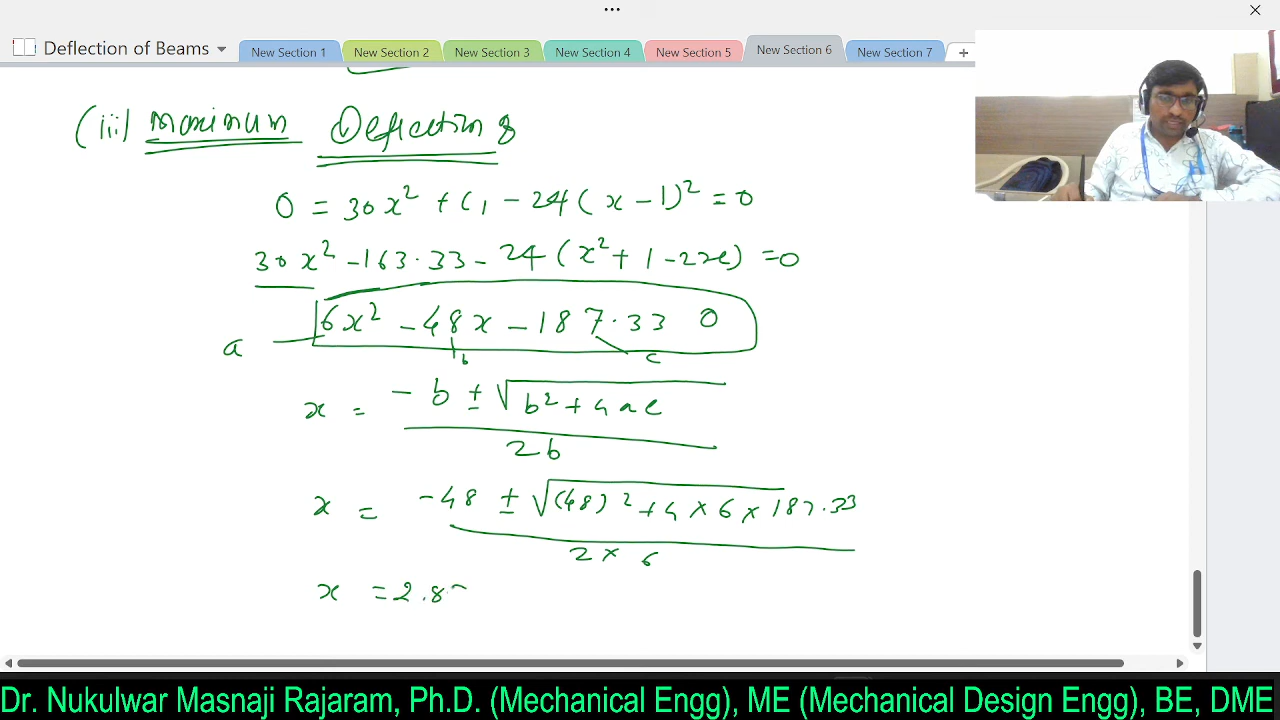 Deflection of Beams
New Section 1
New Section 2
New Section 3
New Section 4
New Section 5
New Section 6
New Section 7
(iii) Maximum Deflection :
0 = 30x² + C₁ - 24(x-1)² = 0
30x² - 163.33 - 24(x² + 1 - 2x) = 0
6x² - 48x - 187.33 0
a
b
c
x = -b ± √b² + 4ac
2b
x = -48 ± √(48)² + 4 × 6 × 187.33
2 × 6
x = 2.8
Dr. Nukulwar Masnaji Rajaram, Ph.D. (Mechanical Engg), ME (Mechanical Design Engg), BE, DME